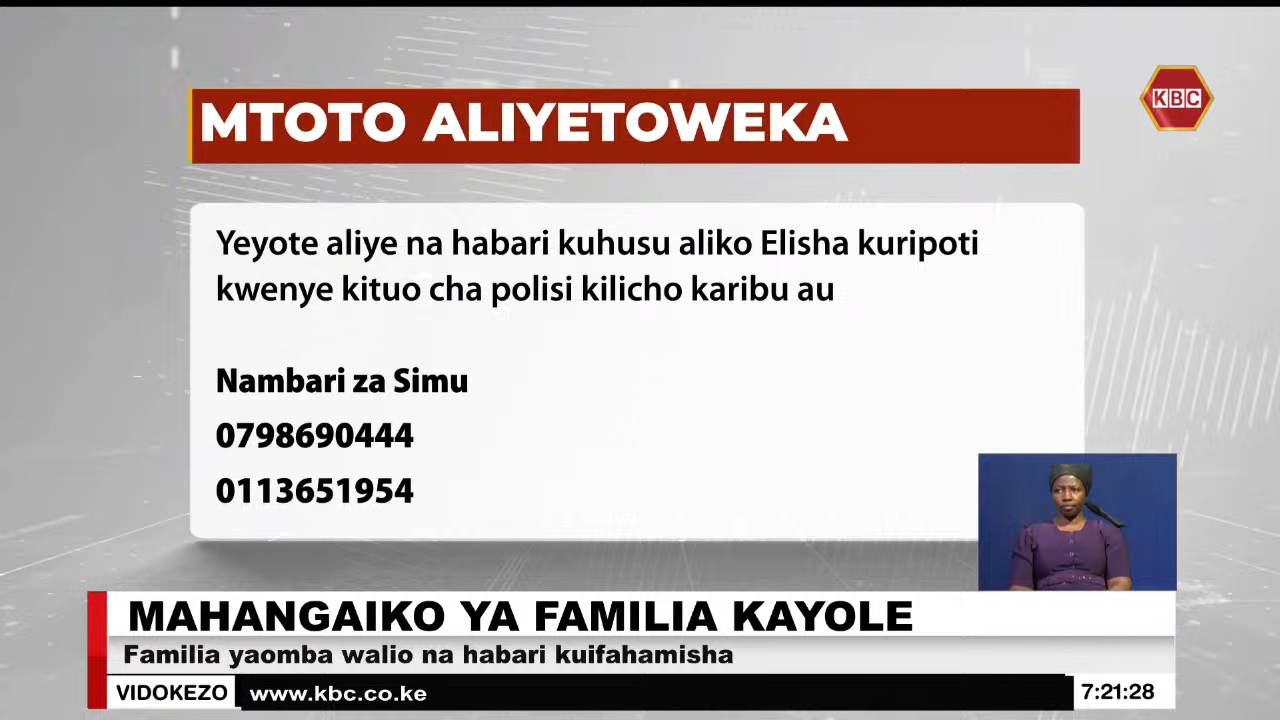 MTOTO ALIYETOWEKA
KBC
Yeyote aliye na habari kuhusu aliko Elisha kuripoti
kwenye kituo cha polisi kilicho karibu au
Nambari za Simu
0798690444
0113651954
MAHANGAIKO YA FAMILIA KAYOLE
Familia yaomba walio na habari kuifahamisha
VIDOKEZO www.kbc.co.ke 7:21:28